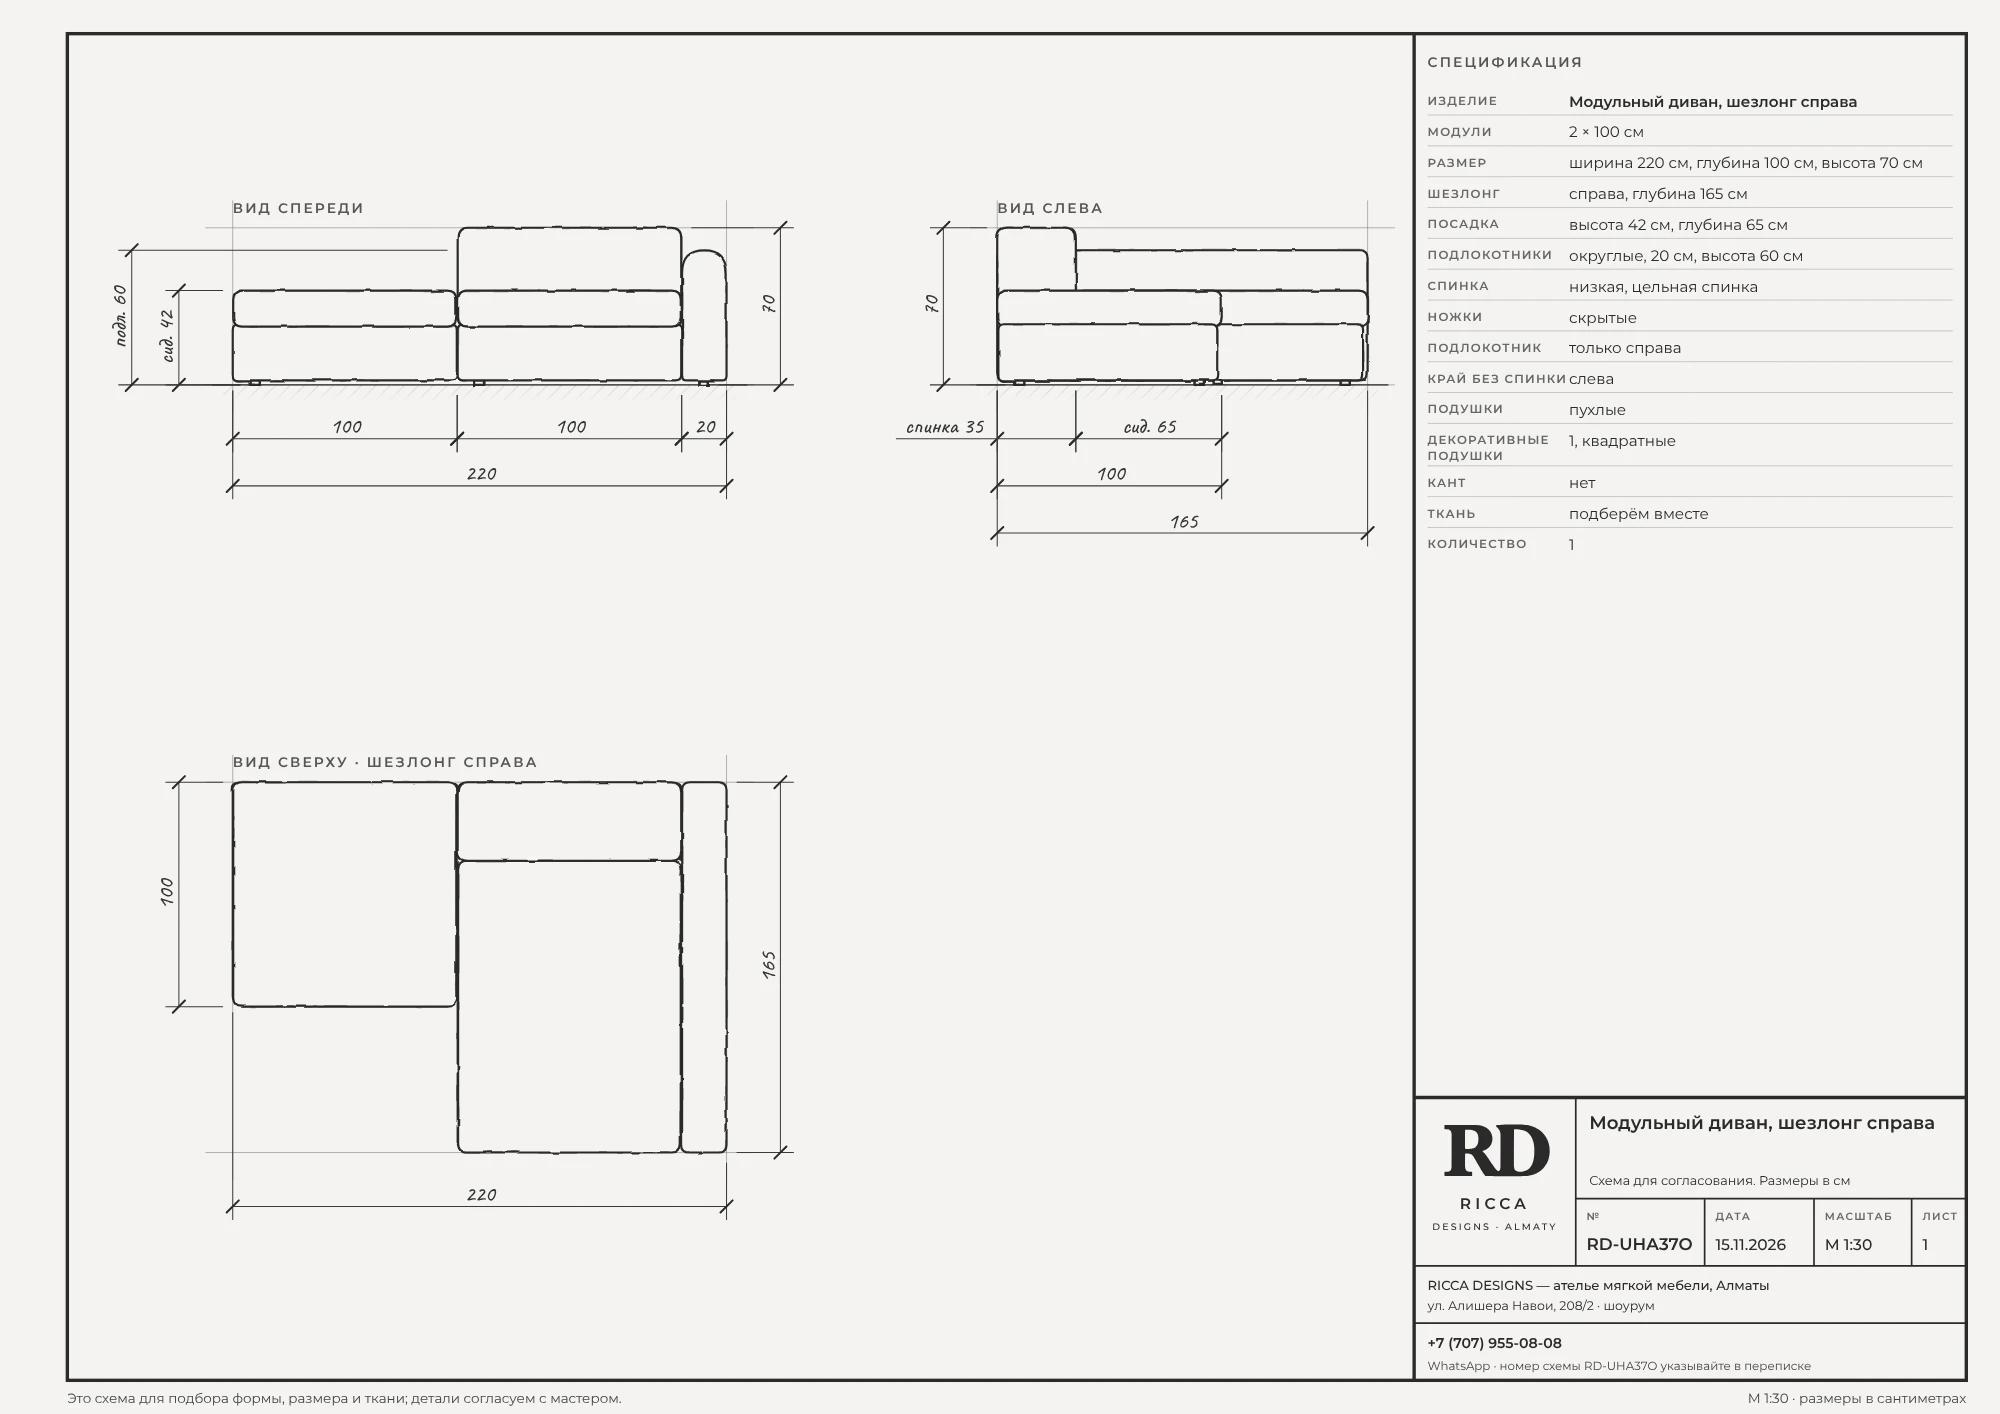 СПЕЦИФИКАЦИЯ
ИЗДЕЛИЕ Модульный диван, шезлонг справа
МОДУЛИ 2 × 100 см
РАЗМЕР ширина 220 см, глубина 100 см, высота 70 см
ШЕЗЛОНГ справа, глубина 165 см
ПОСАДКА высота 42 см, глубина 65 см
ПОДЛОКОТНИКИ округлые, 20 см, высота 60 см
СПИНКА низкая, цельная спинка
НОЖКИ скрытые
ПОДЛОКОТНИК только справа
КРАЙ БЕЗ СПИНКИ слева
ПОДУШКИ пухлые
ДЕКОРАТИВНЫЕ 1, квадратные
ПОДУШКИ
КАНТ нет
ТКАНЬ подберём вместе
КОЛИЧЕСТВО 1
ВИД СПЕРЕДИ
подл. 60
сид. 42
70
100 100 20
220
ВИД СЛЕВА
70
спинка 35 сид. 65
100
165
ВИД СВЕРХУ · ШЕЗЛОНГ СПРАВА
100
165
220
RD
RICCA
DESIGNS · ALMATY
Модульный диван, шезлонг справа
Схема для согласования. Размеры в см
№ ДАТА МАСШТАБ ЛИСТ
RD-UHA37O 15.11.2026 М 1:30 1
RICCA DESIGNS — ателье мягкой мебели, Алматы
ул. Алишера Навои, 208/2 · шоурум
+7 (707) 955-08-08
WhatsApp · номер схемы RD-UHA37O указывайте в переписке
Это схема для подбора формы, размера и ткани; детали согласуем с мастером.
М 1:30 · размеры в сантиметрах